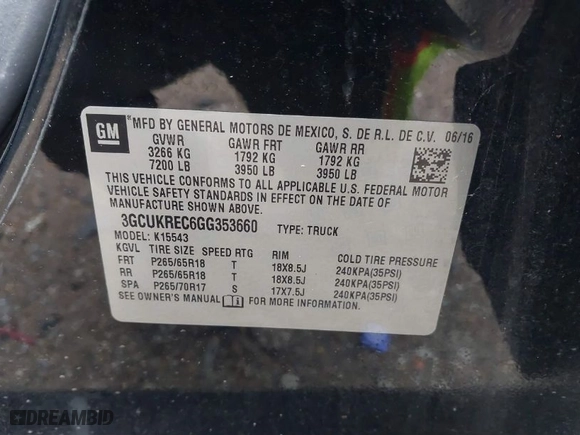 GM
MFD BY GENERAL MOTORS DE MEXICO, S. DE R.L. DE C.V. 06/16
GVWR GAWR FRT GAWR RR
3266 KG 1792 KG 1792 KG
7200 LB 3950 LB 3950 LB
THIS VEHICLE CONFORMS TO ALL APPLICABLE U.S. FEDERAL MOTOR
VEHICLE SAFETY STANDARDS IN EFFECT ON THE DATE OF
MANUFACTURE SHOWN ABOVE.
3GCUKREC6GG353660 TYPE: TRUCK
MODEL: K15543
KGVL TIRE SIZE SPEED RTG RIM COLD TIRE PRESSURE
FRT P265/65R18 T 18X8.5J 240KPA(35PSI)
RR P265/65R18 T 18X8.5J 240KPA(35PSI)
SPA P265/70R17 S 17X7.5J 240KPA(35PSI)
SEE OWNER'S MANUAL FOR MORE INFORMATION.
DREAMBID